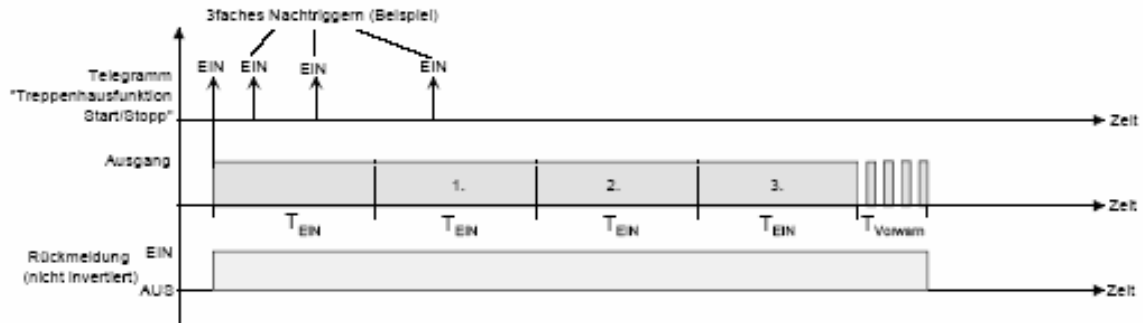 3faches Nachtriggern (Beispiel)
EIN EIN EIN EIN
Telegramm
"Treppenhausfunktion
Start/Stopp"
Zeit
Ausgang
1. 2. 3.
Zeit
TEIN TEIN TEIN TEIN TVorwarn
Rückmeldung
(nicht invertiert)
EIN
AUS
Zeit